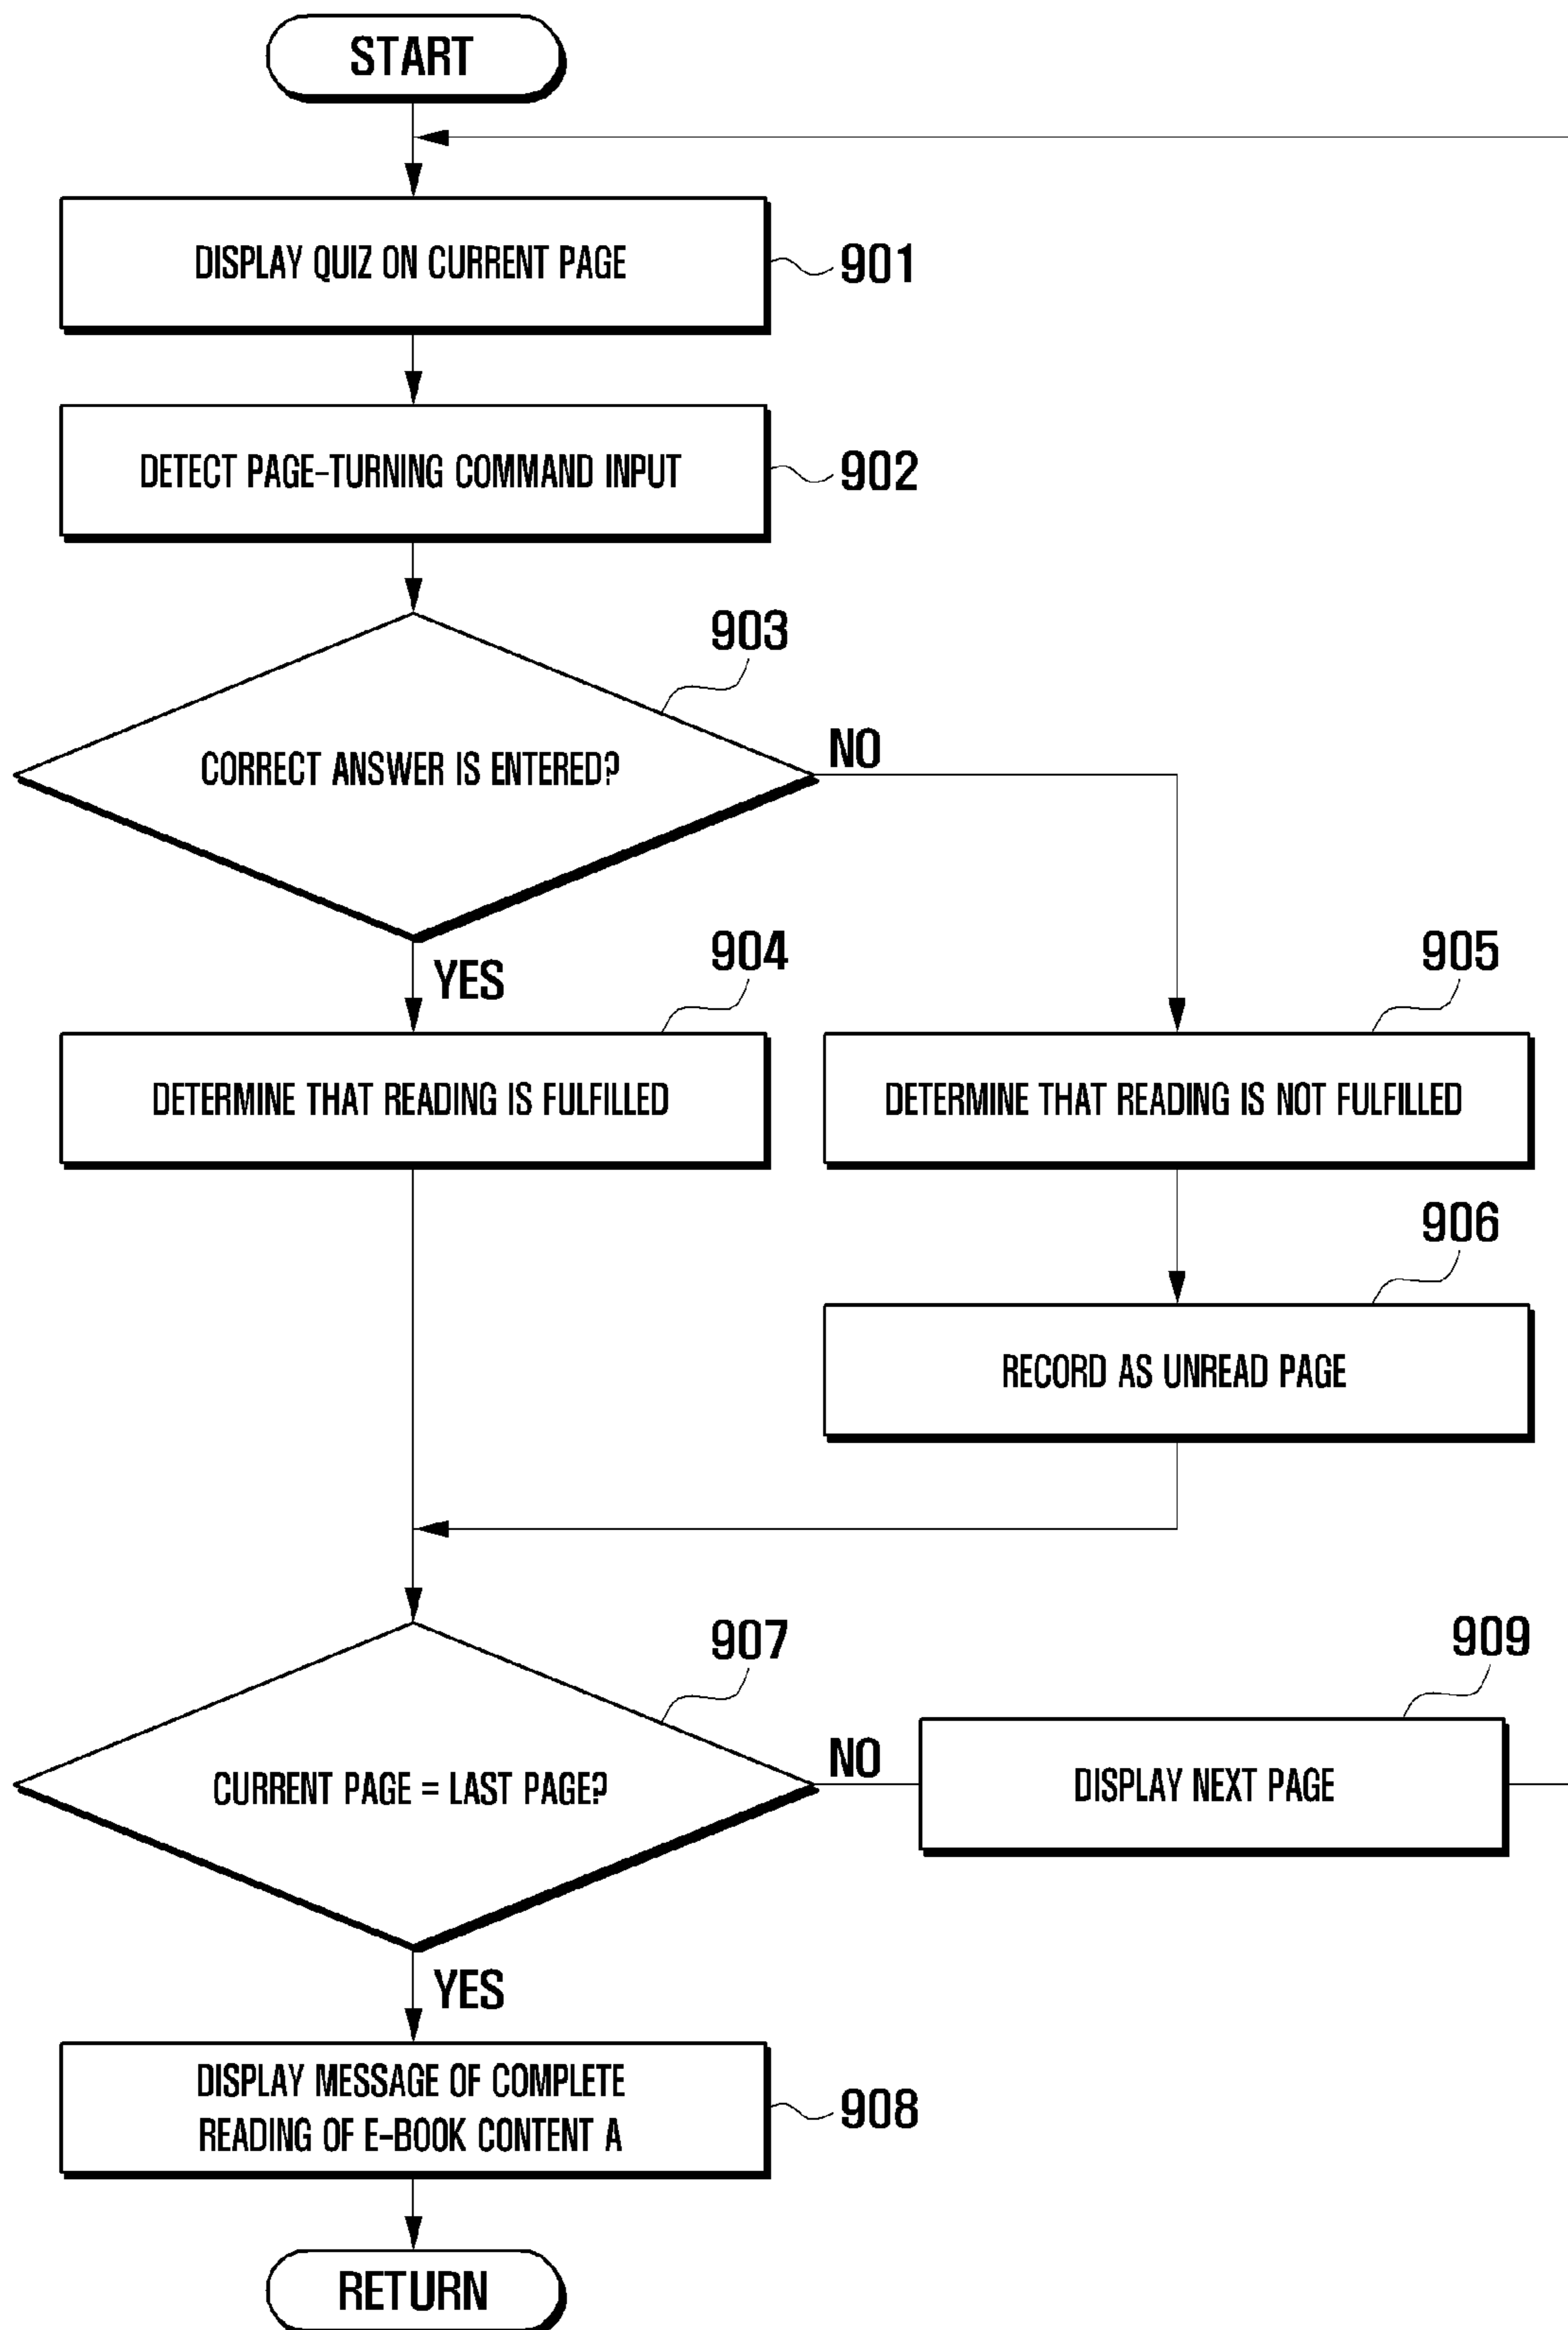 START
DISPLAY QUIZ ON CURRENT PAGE
901
DETECT PAGE-TURNING COMMAND INPUT
902
903
CORRECT ANSWER IS ENTERED?
NO
YES
904
905
DETERMINE THAT READING IS FULFILLED
DETERMINE THAT READING IS NOT FULFILLED
906
RECORD AS UNREAD PAGE
907
909
CURRENT PAGE = LAST PAGE?
NO
DISPLAY NEXT PAGE
YES
DISPLAY MESSAGE OF COMPLETE
READING OF E-BOOK CONTENT A
908
RETURN